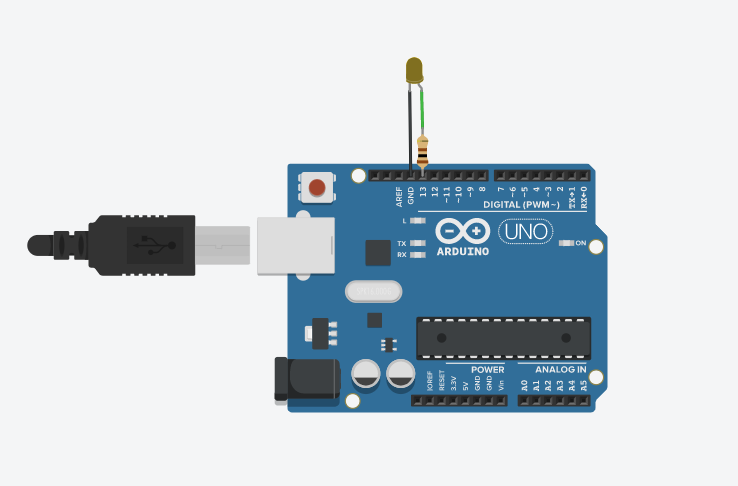 AREF
GND
13
12
~11
~10
~9
8
7
~6
~5
4
~3
2
TX→1
RX←0
DIGITAL (PWM~)
L
TX
RX
UNO
ON
ARDUINO
POWER
ANALOG IN
IOREF
RESET
3.3V
5V
GND
GND
Vin
A0
A1
A2
A3
A4
A5